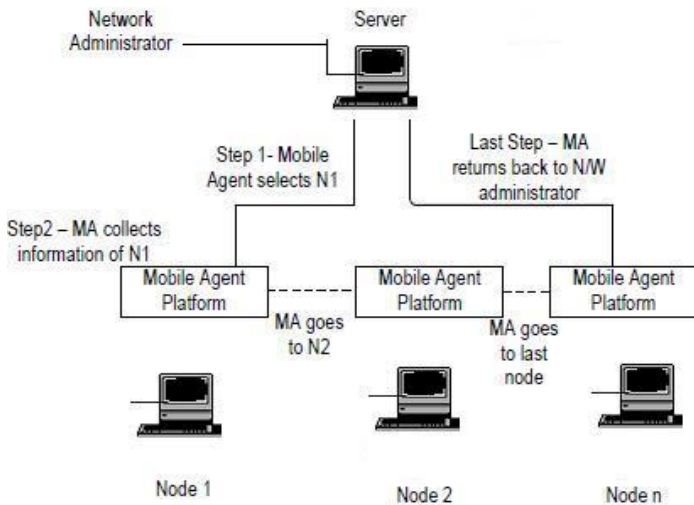 Network
Administrator
Server
Step 1- Mobile
Agent selects N1
Last Step – MA
returns back to N/W
administrator
Step2 – MA collects
information of N1
Mobile Agent
Platform
Mobile Agent
Platform
Mobile Agent
Platform
MA goes
to N2
MA goes
to last
node
Node 1
Node 2
Node n